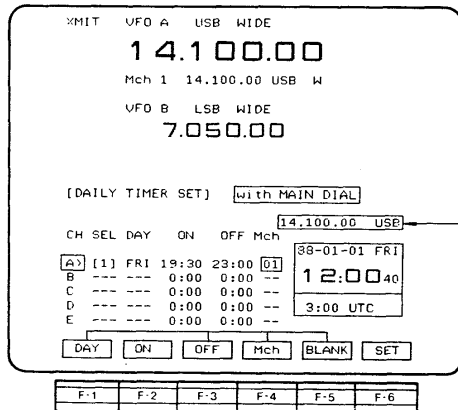 XMIT VFO A USB WIDE
14.100.00
Mch 1 14.100.00 USB W
VFO B LSB WIDE
7.050.00
[DAILY TIMER SET] with MAIN DIAL
14.100.00 USB
CH SEL DAY ON OFF Mch
A> [1] FRI 19:30 23:00 01
B --- --- 0:00 0:00 --
C --- --- 0:00 0:00 --
D --- --- 0:00 0:00 --
E --- --- 0:00 0:00 --
88-01-01 FRI
12:00 40
3:00 UTC
DAY ON OFF Mch BLANK SET
F-1 F-2 F-3 F-4 F-5 F-6